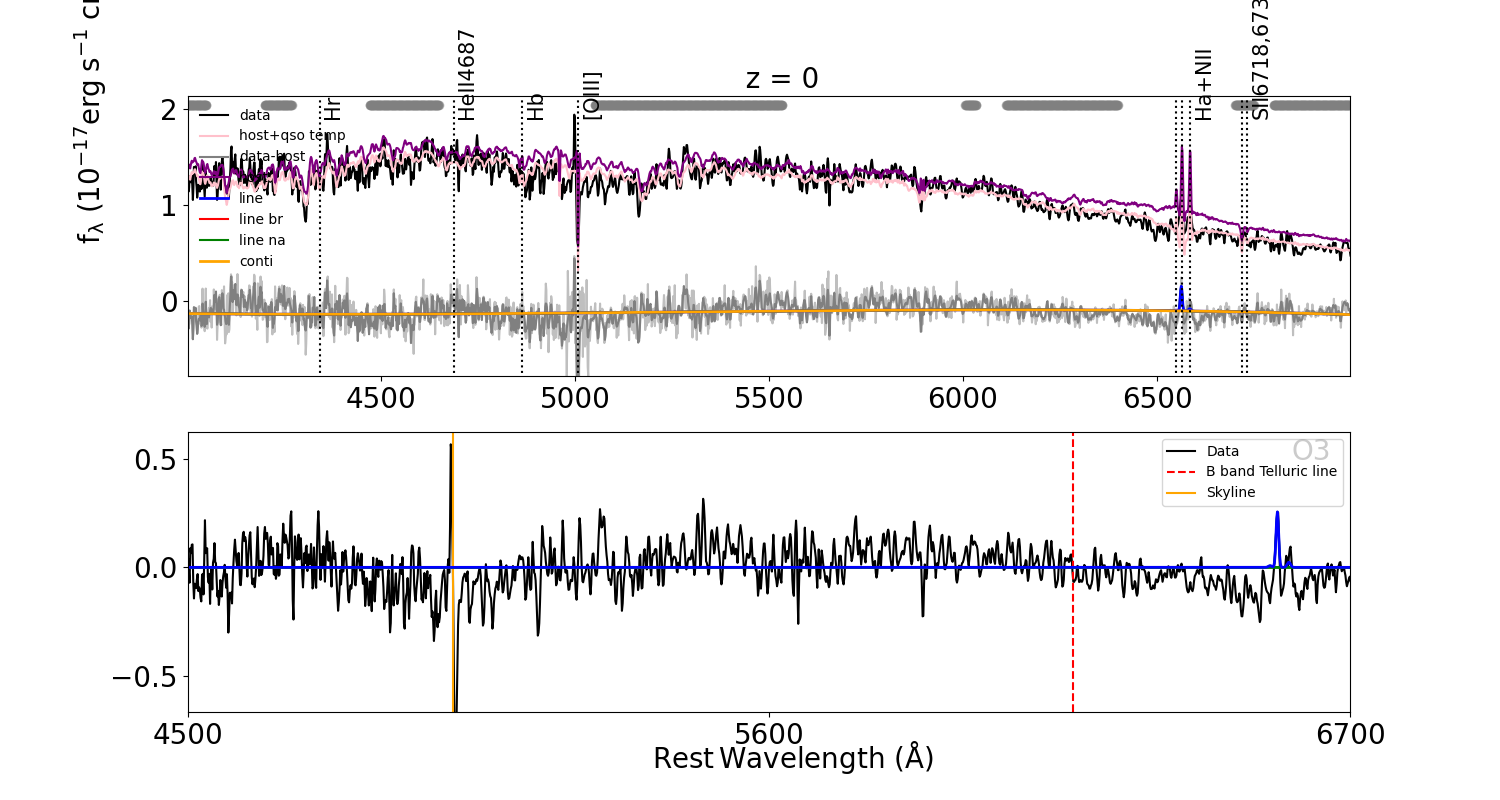 z = 0
f_λ (10^−17 erg s^−1 c
Hr
HeII4687
Hb
[OIII]
Ha+NII
SII6718,673
2
1
0
data
host+qso temp
data-host
line
line br
line na
conti
4500 5000 5500 6000 6500
0.5
0.0
−0.5
O3
Data
B band Telluric line
Skyline
4500 5600 6700
Rest Wavelength (Å)